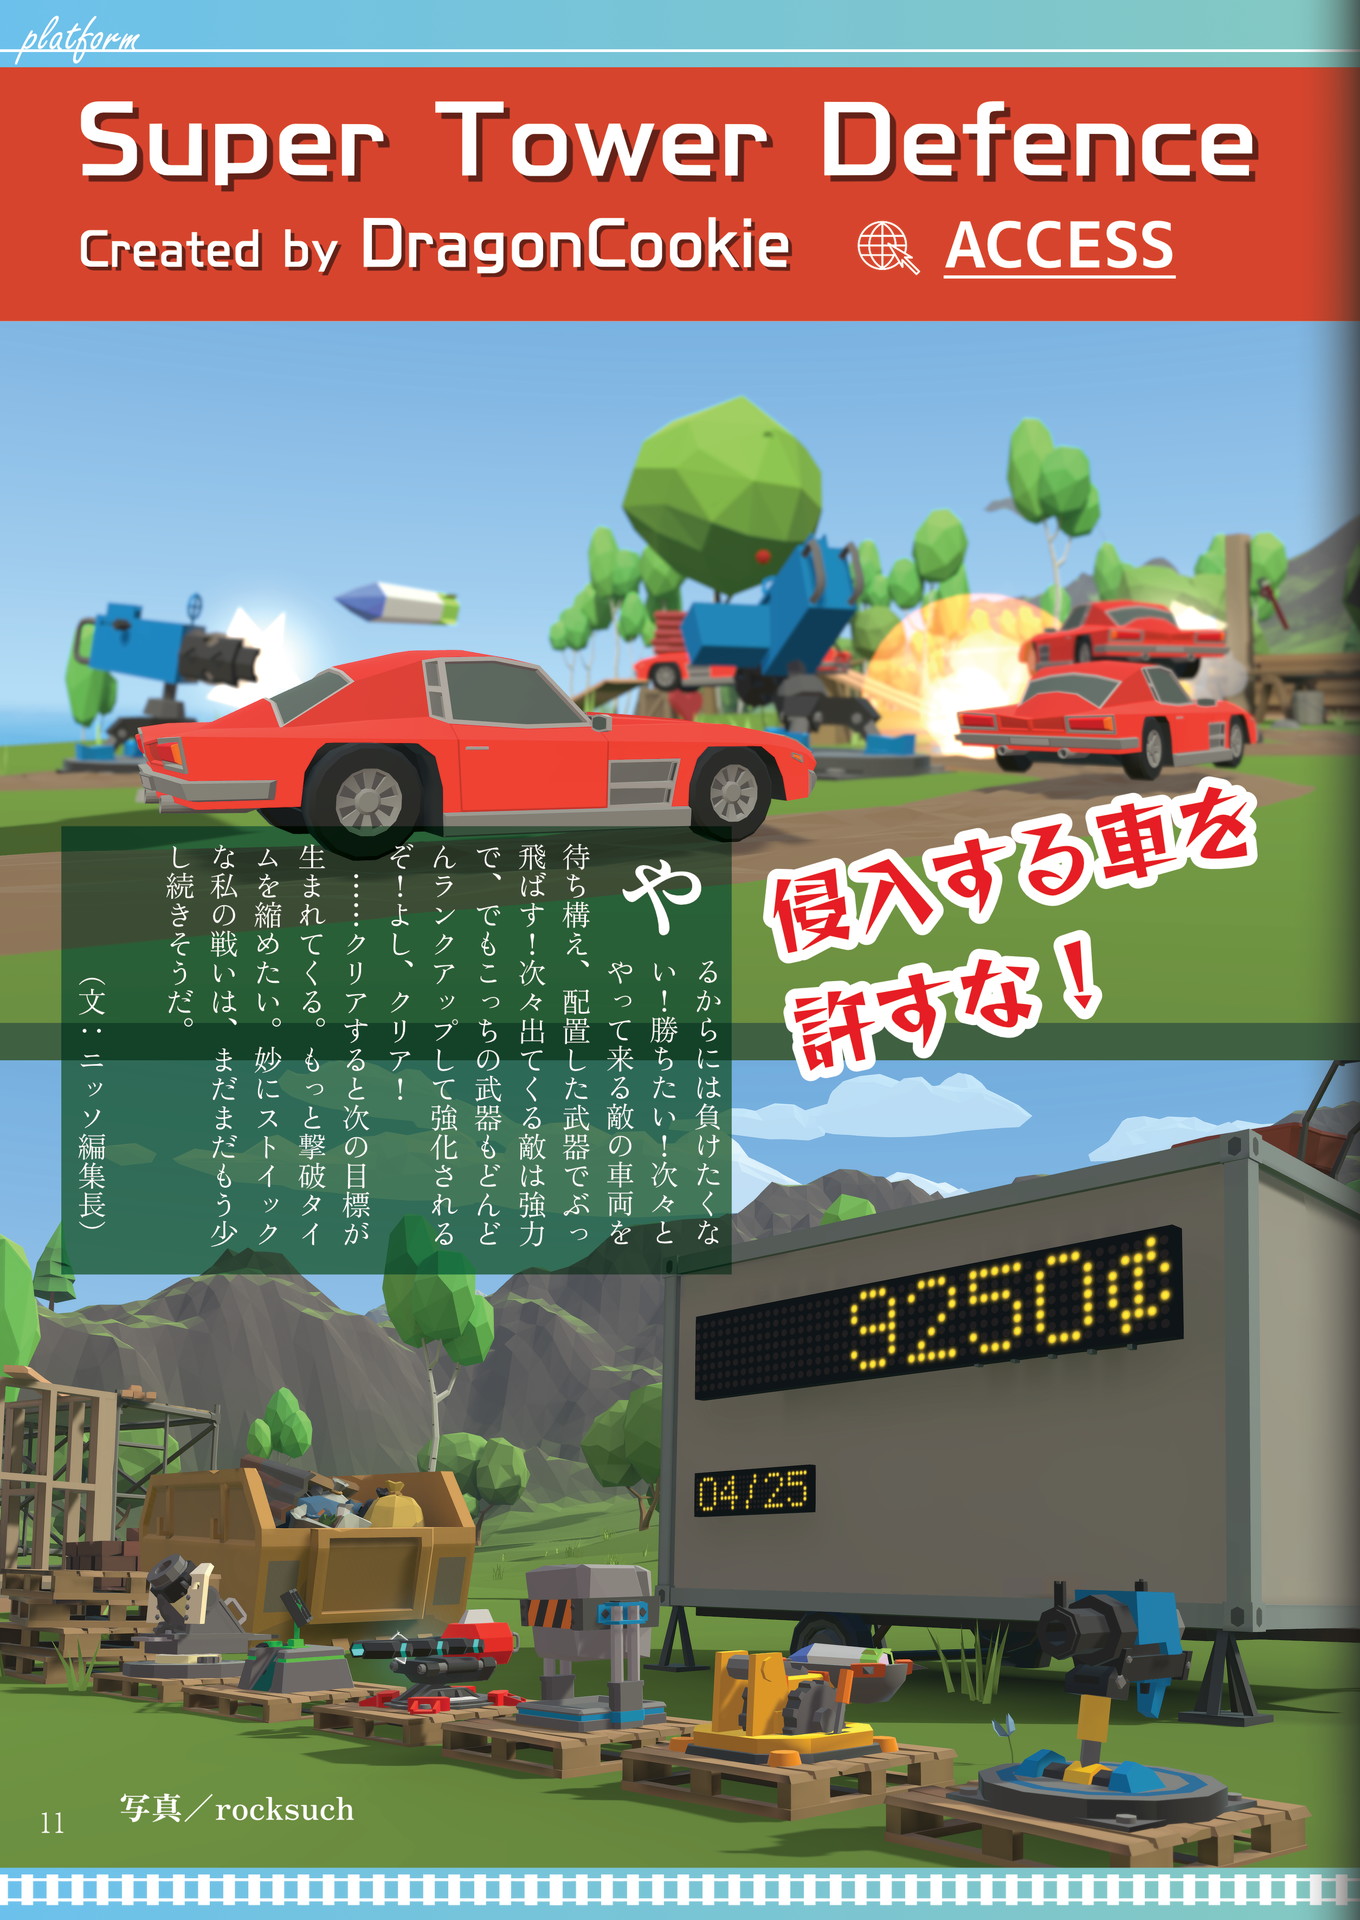 platform
Super Tower Defence
Created by DragonCookie
ACCESS
侵入する車を
許すな！
や
るからには負けたくな
い！勝ちたい！次々と
やって来る敵の車両を
待ち構え、配置した武器でぶっ
飛ばす！次々出てくる敵は強力
で、でもこっちの武器もどんど
んランクアップして強化される
ぞ！よし、クリア！
……クリアすると次の目標が
生まれてくる。もっと撃破タイ
ムを縮めたい。妙にストイック
な私の戦いは、まだまだもう少
し続きそうだ。
（文：ニッソ編集長）
9250₵
04/25
写真／rocksuch
11